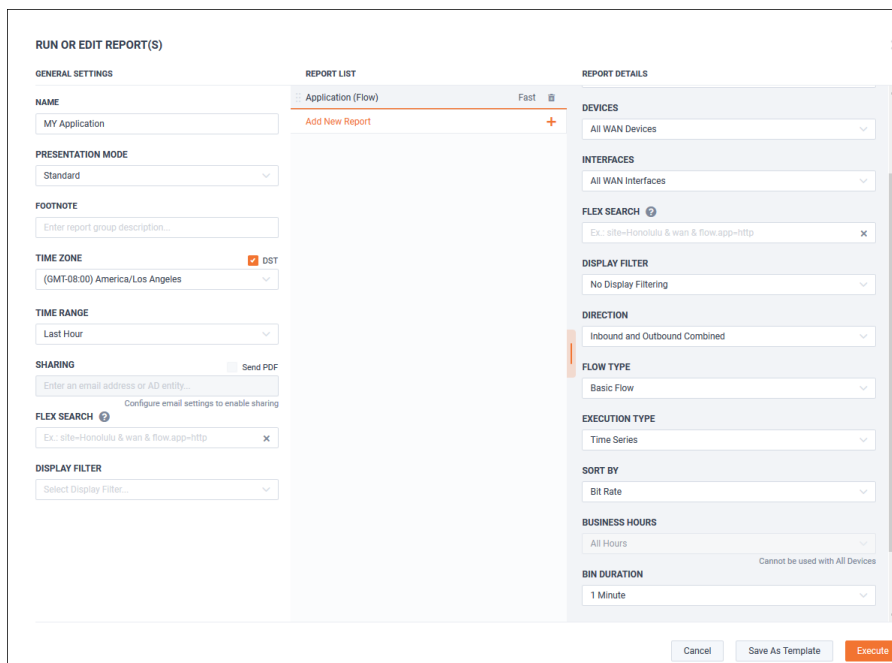 RUN OR EDIT REPORT(S)
GENERAL SETTINGS
NAME
MY Application
PRESENTATION MODE
Standard
FOOTNOTE
Enter report group description...
TIME ZONE
DST
(GMT-08:00) America/Los Angeles
TIME RANGE
Last Hour
SHARING
Send PDF
Enter an email address or AD entity...
Configure email settings to enable sharing
FLEX SEARCH ?
Ex.: site=Honolulu & wan & flow.app=http
DISPLAY FILTER
Select Display Filter...
REPORT LIST
Application (Flow) Fast
Add New Report +
REPORT DETAILS
DEVICES
All WAN Devices
INTERFACES
All WAN Interfaces
FLEX SEARCH ?
Ex.: site=Honolulu & wan & flow.app=http
DISPLAY FILTER
No Display Filtering
DIRECTION
Inbound and Outbound Combined
FLOW TYPE
Basic Flow
EXECUTION TYPE
Time Series
SORT BY
Bit Rate
BUSINESS HOURS
All Hours
Cannot be used with All Devices
BIN DURATION
1 Minute
Cancel
Save As Template
Execute